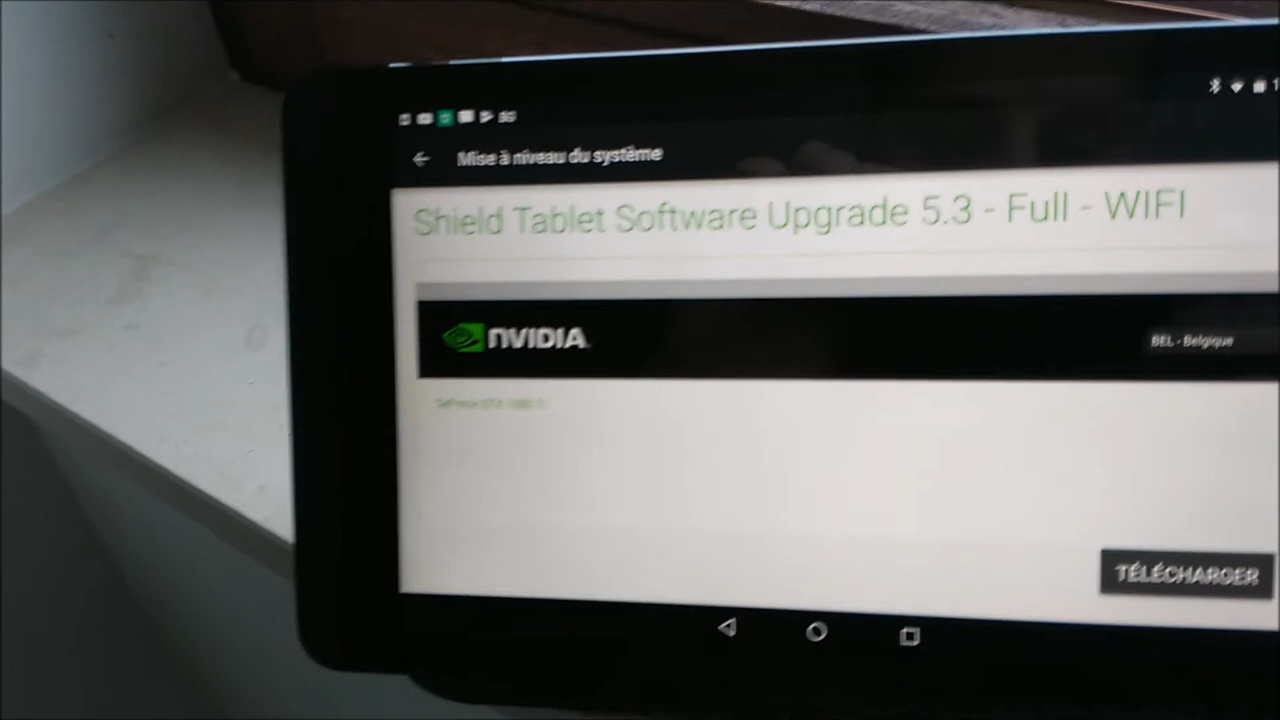 Mise à niveau du système
Shield Tablet Software Upgrade 5.3 - Full - WIFI
NVIDIA
BEL - Belgique
TÉLÉCHARGER